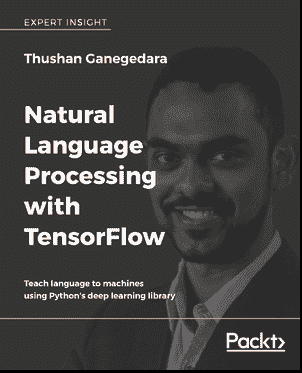 EXPERT INSIGHT
Thushan Ganegedara
Natural
Language
Processing
with
TensorFlow
Teach language to machines
using Python's deep learning library
Packt>